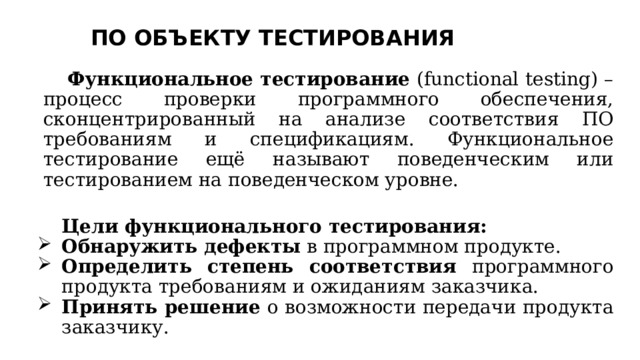 ПО ОБЪЕКТУ ТЕСТИРОВАНИЯ
Функциональное тестирование (functional testing) –
процесс проверки программного обеспечения,
сконцентрированный на анализе соответствия ПО
требованиям и спецификациям. Функциональное
тестирование ещё называют поведенческим или
тестированием на поведенческом уровне.
Цели функционального тестирования:
➢ Обнаружить дефекты в программном продукте.
➢ Определить степень соответствия программного
продукта требованиям и ожиданиям заказчика.
➢ Принять решение о возможности передачи продукта
заказчику.